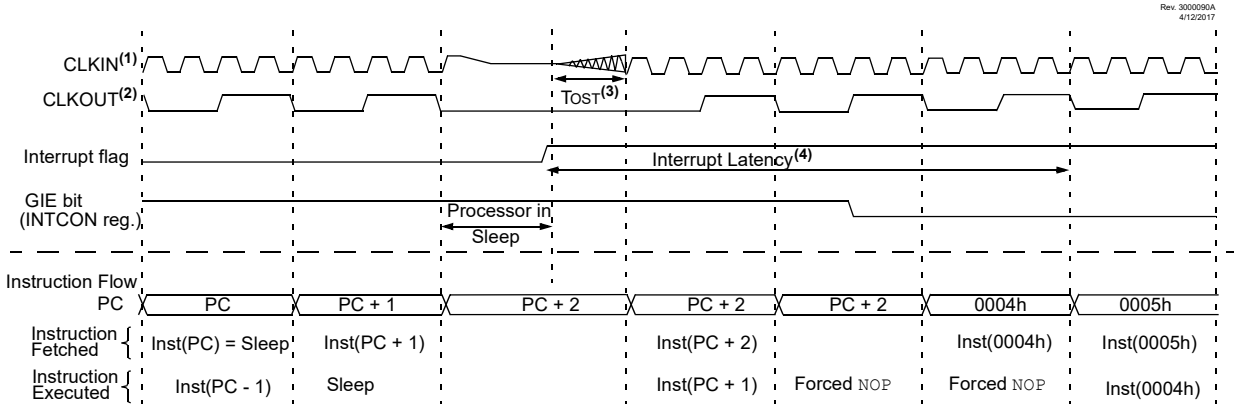 Rev. 3000090A
4/12/2017
CLKIN(1)
CLKOUT(2)
TOST(3)
Interrupt flag
Interrupt Latency(4)
GIE bit
(INTCON reg.)
Processor in
Sleep
Instruction Flow
PC PC PC + 1 PC + 2 PC + 2 PC + 2 0004h 0005h
Instruction
Fetched { Inst(PC) = Sleep Inst(PC + 1) Inst(PC + 2) Inst(0004h) Inst(0005h)
Instruction
Executed { Inst(PC - 1) Sleep Inst(PC + 1) Forced NOP Forced NOP Inst(0004h)